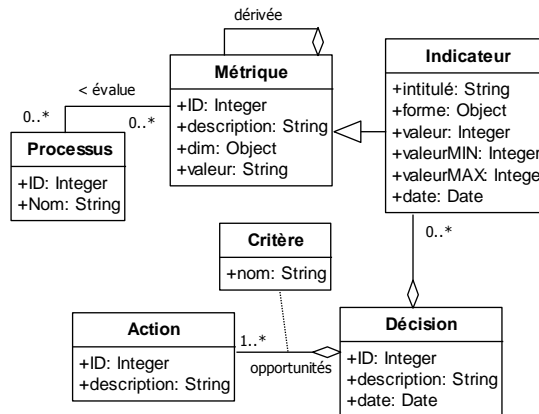 dérivée
Métrique
+ID: Integer
+description: String
+dim: Object
+valeur: String
Indicateur
+intitulé: String
+forme: Object
+valeur: Integer
+valeurMIN: Integer
+valeurMAX: Integer
+date: Date
< évalue
0..*
0..*
Processus
+ID: Integer
+Nom: String
0..*
Critère
+nom: String
Action
+ID: Integer
+description: String
1..*
opportunités
Décision
+ID: Integer
+description: String
+date: Date